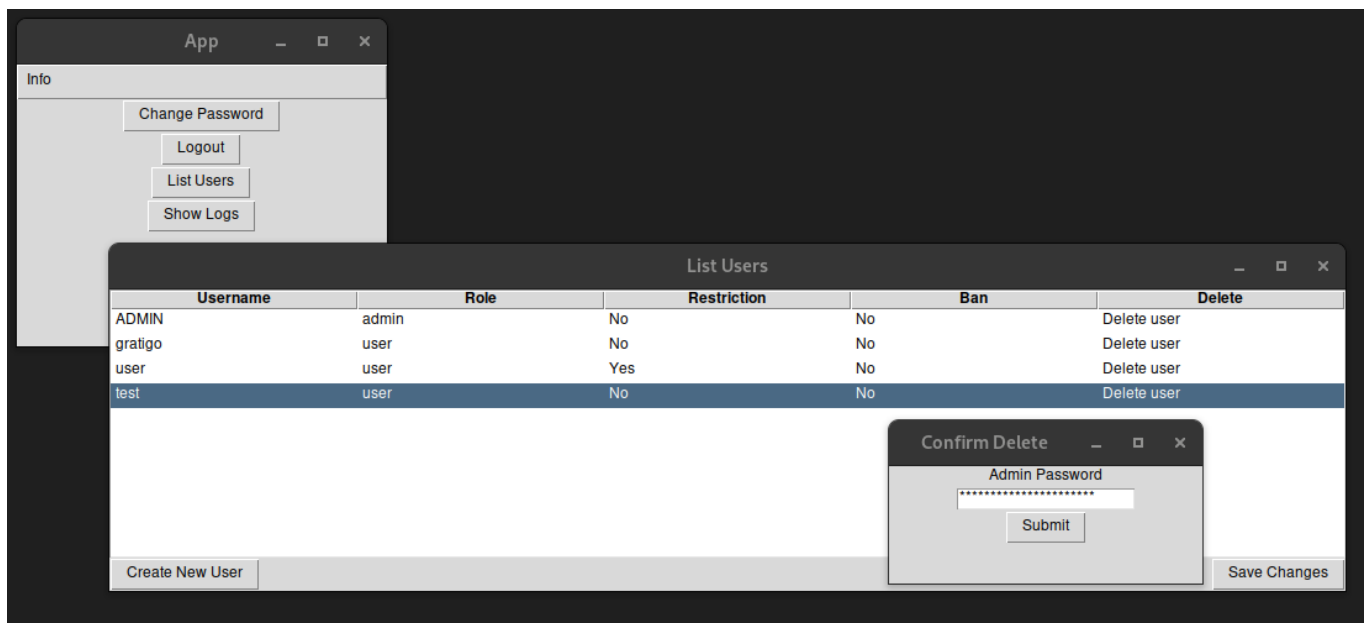 App
Info
Change Password
Logout
List Users
Show Logs
List Users
Username Role Restriction Ban Delete
ADMIN admin No No Delete user
gratigo user No No Delete user
user user Yes No Delete user
test user No No Delete user
Confirm Delete
Admin Password
**********************
Submit
Create New User Save Changes